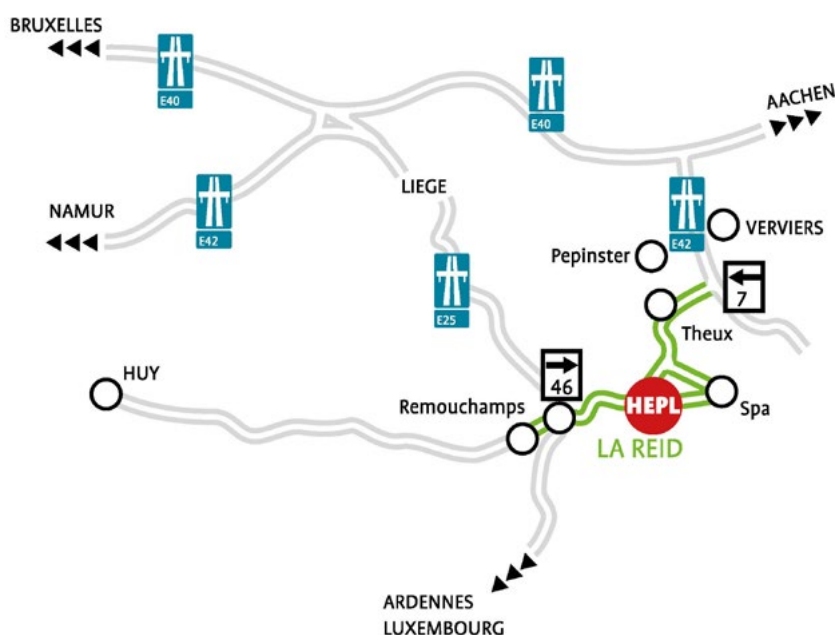 BRUXELLES
E40
E40
AACHEN
NAMUR
E42
LIEGE
E42
VERVIERS
Pepinster
7
E25
Theux
HUY
46
Remouchamps
HEPL
Spa
LA REID
ARDENNES
LUXEMBOURG